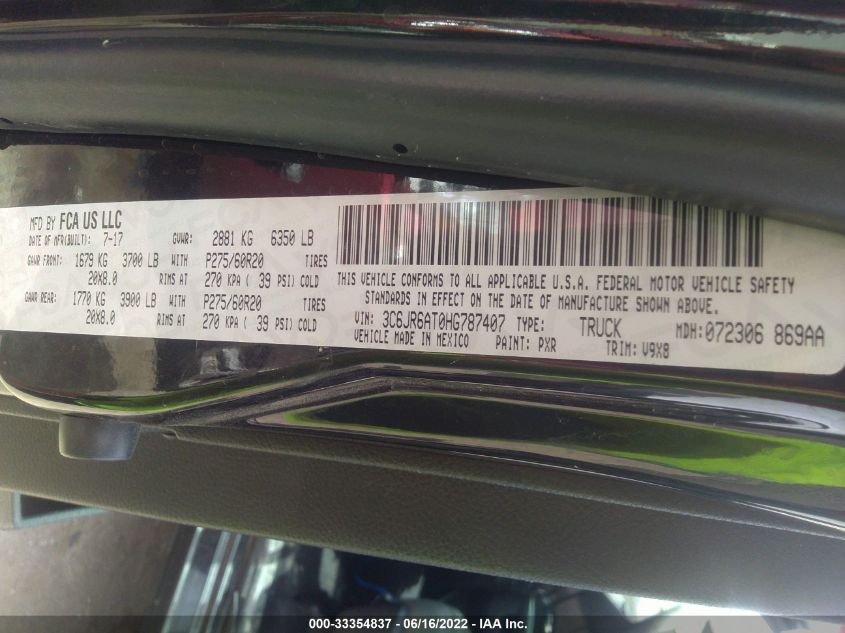 MFD BY FCA US LLC
DATE OF MFR(BUILT): 7-17 GVWR: 2881 KG 6350 LB
GAWR FRONT: 1679 KG 3700 LB WITH P275/60R20 TIRES
20X8.0 RIMS AT 270 KPA ( 39 PSI) COLD
GAWR REAR: 1770 KG 3900 LB WITH P275/60R20 TIRES
20X8.0 RIMS AT 270 KPA ( 39 PSI) COLD
THIS VEHICLE CONFORMS TO ALL APPLICABLE U.S.A. FEDERAL MOTOR VEHICLE SAFETY
STANDARDS IN EFFECT ON THE DATE OF MANUFACTURE SHOWN ABOVE.
VIN: 3C6JR6AT0HG787407 TYPE: TRUCK MDH:072306 869AA
VEHICLE MADE IN MEXICO PAINT: PXR TRIM: V9X8
000-33354837 - 06/16/2022 - IAA Inc.